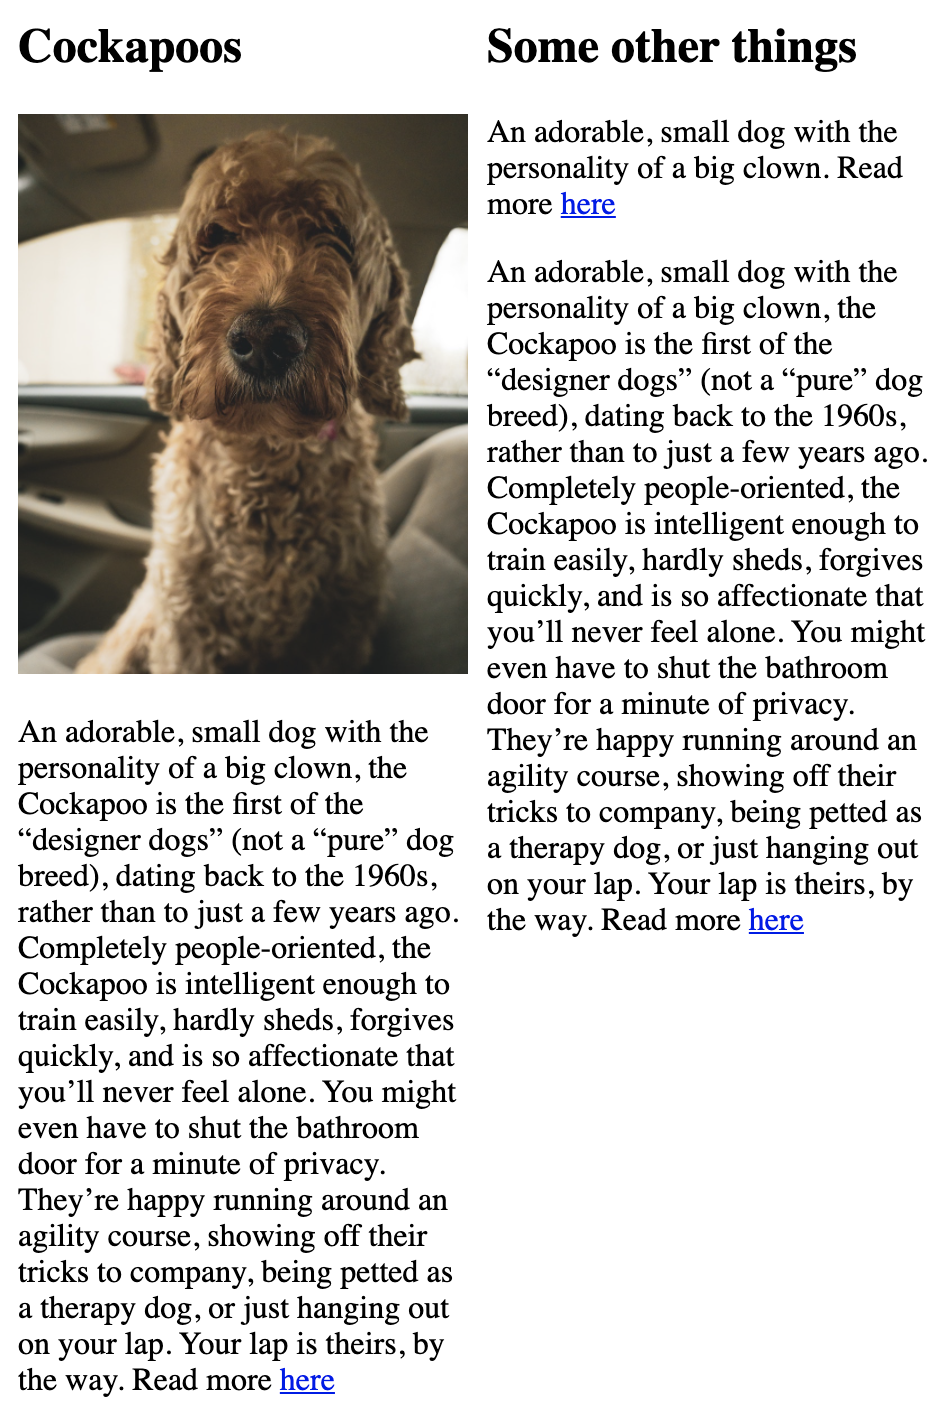 Cockapoos
An adorable, small dog with the
personality of a big clown, the
Cockapoo is the first of the
“designer dogs” (not a “pure” dog
breed), dating back to the 1960s,
rather than to just a few years ago.
Completely people-oriented, the
Cockapoo is intelligent enough to
train easily, hardly sheds, forgives
quickly, and is so affectionate that
you’ll never feel alone. You might
even have to shut the bathroom
door for a minute of privacy.
They’re happy running around an
agility course, showing off their
tricks to company, being petted as
a therapy dog, or just hanging out
on your lap. Your lap is theirs, by
the way. Read more here
Some other things
An adorable, small dog with the
personality of a big clown. Read
more here
An adorable, small dog with the
personality of a big clown, the
Cockapoo is the first of the
“designer dogs” (not a “pure” dog
breed), dating back to the 1960s,
rather than to just a few years ago.
Completely people-oriented, the
Cockapoo is intelligent enough to
train easily, hardly sheds, forgives
quickly, and is so affectionate that
you’ll never feel alone. You might
even have to shut the bathroom
door for a minute of privacy.
They’re happy running around an
agility course, showing off their
tricks to company, being petted as
a therapy dog, or just hanging out
on your lap. Your lap is theirs, by
the way. Read more here